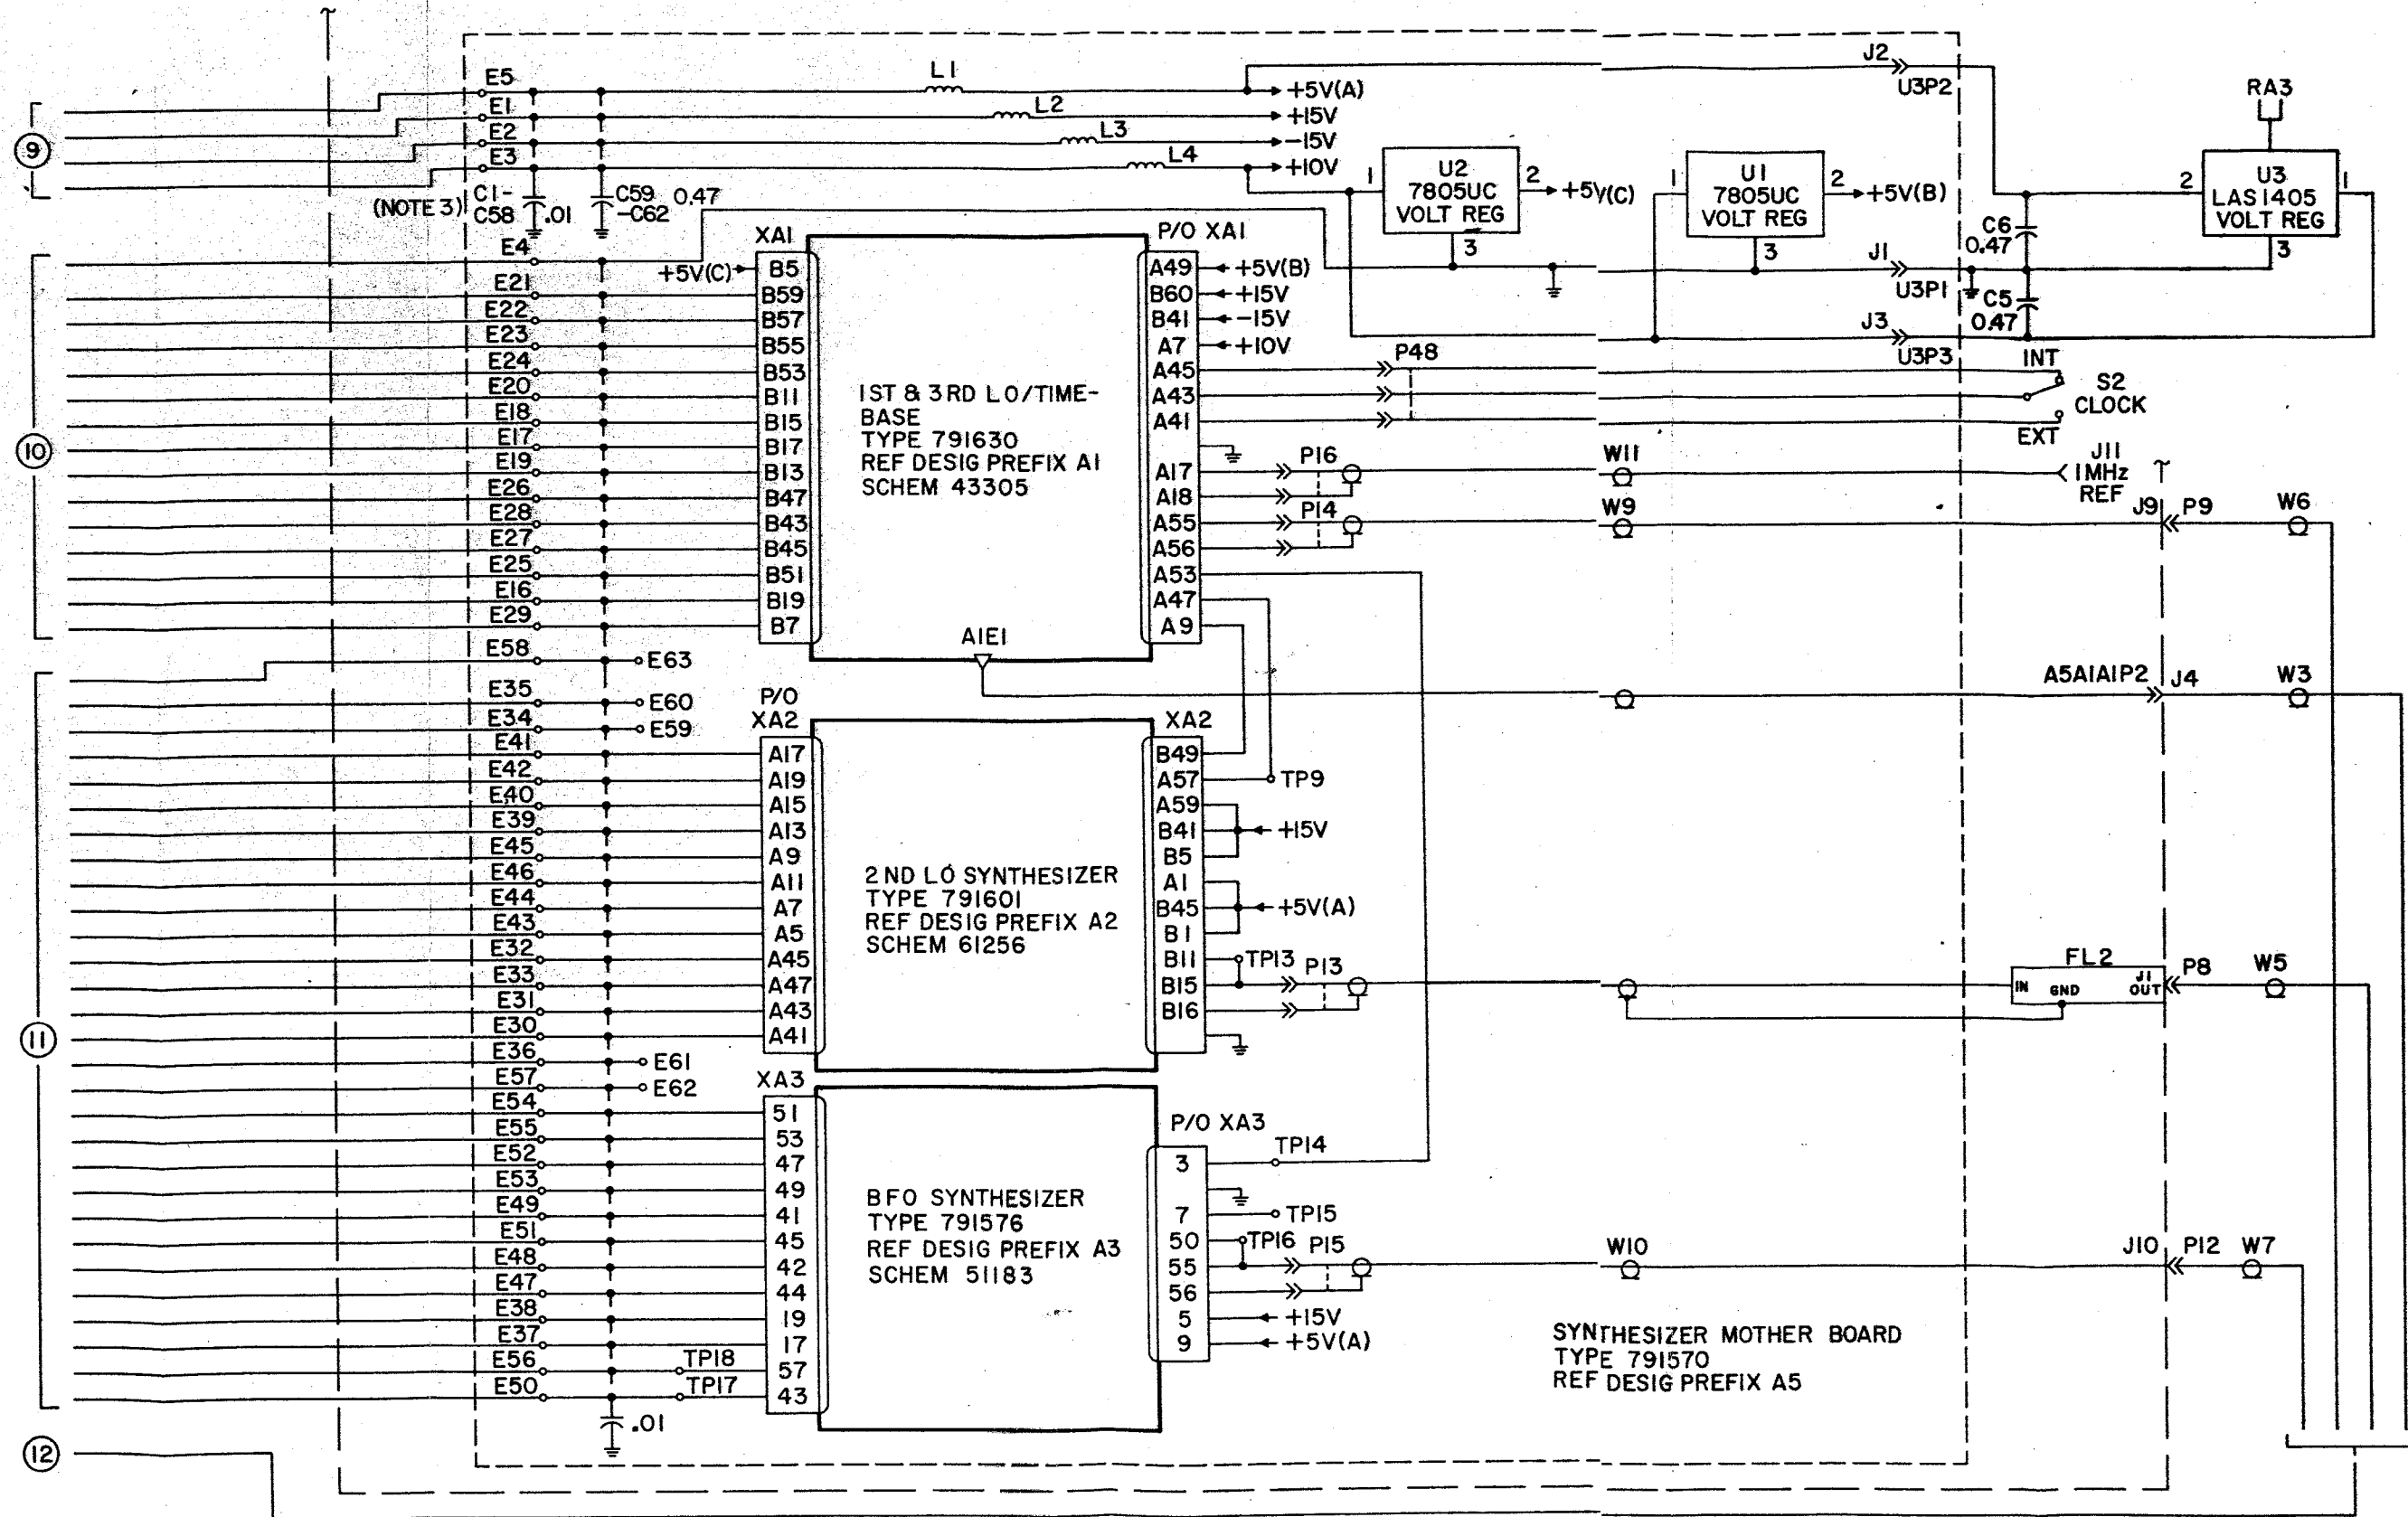 E5
L1
+5V(A)
J2
U3P2
RA3
E1
L2
+15V
E2
L3
-15V
E3
L4
+10V
9
(NOTE 3)
C1-
C58
.01
C59
-C62
0.47
1
U2
7805UC
VOLT REG
2
+5V(C)
3
1
U1
7805UC
VOLT REG
2
+5V(B)
3
2
U3
LAS1405
VOLT REG
1
3
C6
0.47
J1
U3P1
C5
0.47
J3
U3P3
10
E4
E21
E22
E23
E24
E20
E18
E17
E19
E26
E28
E27
E25
E16
E29
XA1
+5V(C)
B5
B59
B57
B55
B53
B11
B15
B17
B13
B47
B43
B45
B51
B19
B7
1ST & 3RD LO/TIME-
BASE
TYPE 791630
REF DESIG PREFIX A1
SCHEM 43305
A1E1
P/O XA1
A49
+5V(B)
B60
+15V
B41
-15V
A7
+10V
A45
A43
A41
A17
A18
A55
A56
A53
A47
A9
P48
P16
P14
INT
S2
CLOCK
EXT
W11
J11
1MHz
REF
W9
J9
P9
W6
A5A1A1P2
J4
W3
11
E58
E63
E35
E60
E34
E59
E41
E42
E40
E39
E45
E46
E44
E43
E32
E33
E31
E30
E36
E61
E57
E62
P/O
XA2
A17
A19
A15
A13
A9
A11
A7
A5
A45
A47
A43
A41
2ND LO SYNTHESIZER
TYPE 791601
REF DESIG PREFIX A2
SCHEM 61256
XA2
B49
A57
TP9
A59
B41
+15V
B5
A1
B45
+5V(A)
B1
B11
TP13
P13
B15
B16
FL2
IN
GND
J1
OUT
P8
W5
E54
E55
E52
E53
E49
E51
E48
E47
E38
E37
E56
TP18
E50
TP17
.01
XA3
51
53
47
49
41
45
42
44
19
17
57
43
BFO SYNTHESIZER
TYPE 791576
REF DESIG PREFIX A3
SCHEM 51183
P/O XA3
3
TP14
7
TP15
50
TP16
P15
55
56
5
+15V
9
+5V(A)
W10
J10
P12
W7
SYNTHESIZER MOTHER BOARD
TYPE 791570
REF DESIG PREFIX A5
12